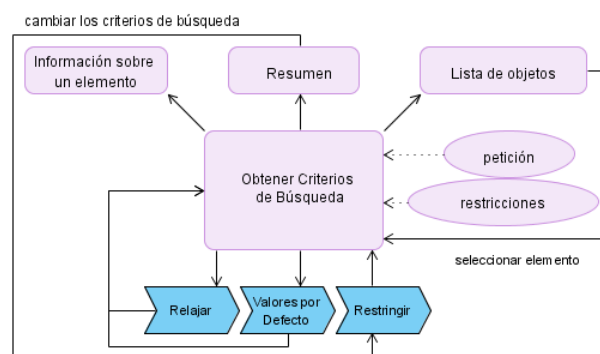 cambiar los criterios de búsqueda
Información sobre
un elemento
Resumen
Lista de objetos
Obtener Criterios
de Búsqueda
petición
restricciones
seleccionar elemento
Relajar
Valores por
Defecto
Restringir